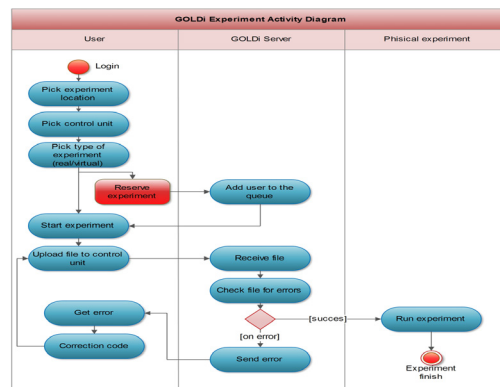 GOLDi Experiment Activity Diagram
User
GOLDi Server
Phisical experiment
Login
Pick experiment
location
Pick control unit
Pick type of
experiment (real/virtual)
Reserve
experiment
Add user to the
queue
Start experiment
Upload file to control
unit
Receive file
Check file for errors
[succes]
Run experiment
[on error]
Get error
Correction code
Send error
Experiment
finish